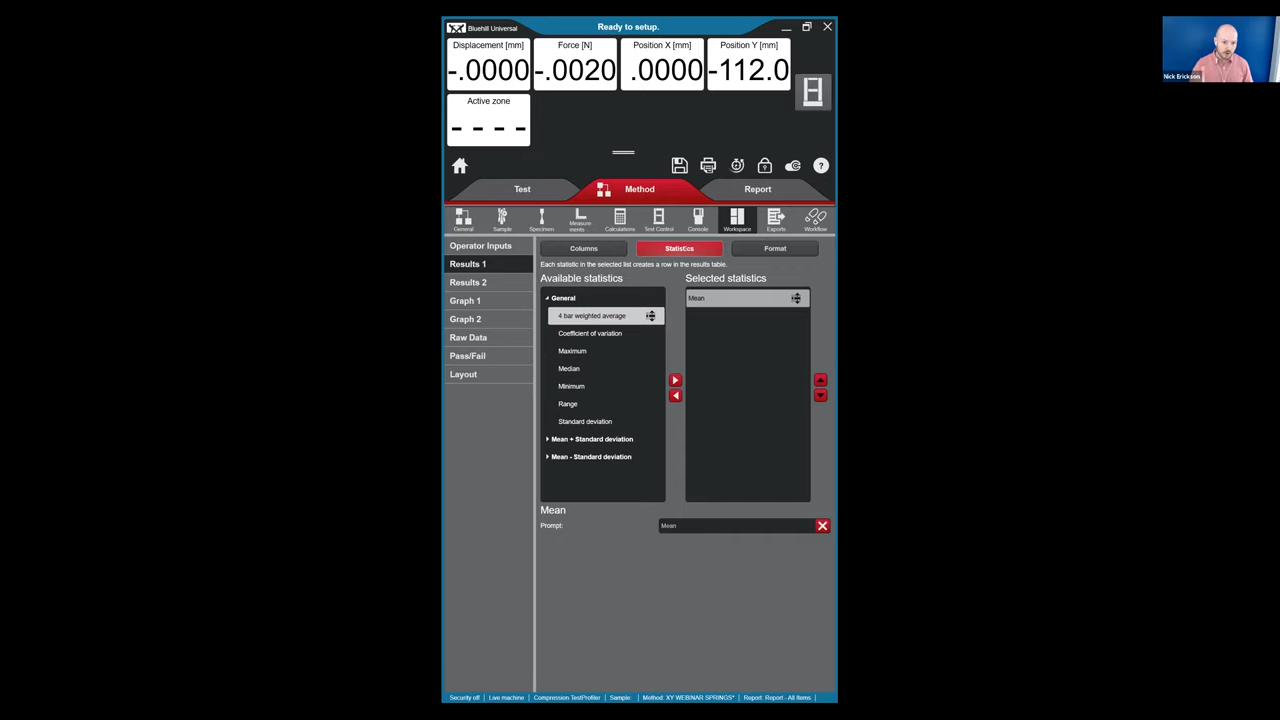 Bluehill Universal
Ready to setup.
Displacement [mm]
-.0000
Force [N]
-.0020
Position X [mm]
.0000
Position Y [mm]
-112.0
Active zone
- - - -
Nick Erickson
?
Test
Method
Report
General
Sample
Specimen
Measure
ments
Calculations
Test Control
Console
Workspace
Exports
Workflow
Operator Inputs
Results 1
Results 2
Graph 1
Graph 2
Raw Data
Pass/Fail
Layout
Columns
Statistics
Format
Each statistic in the selected list creates a row in the results table.
Available statistics
General
4 bar weighted average
Coefficient of variation
Maximum
Median
Minimum
Range
Standard deviation
Mean + Standard deviation
Mean - Standard deviation
Selected statistics
Mean
Mean
Prompt:
Mean
Security off
Live machine
Compression TestProfiler
Sample:
Method: XY WEBINAR SPRINGS*
Report: Report - All Items